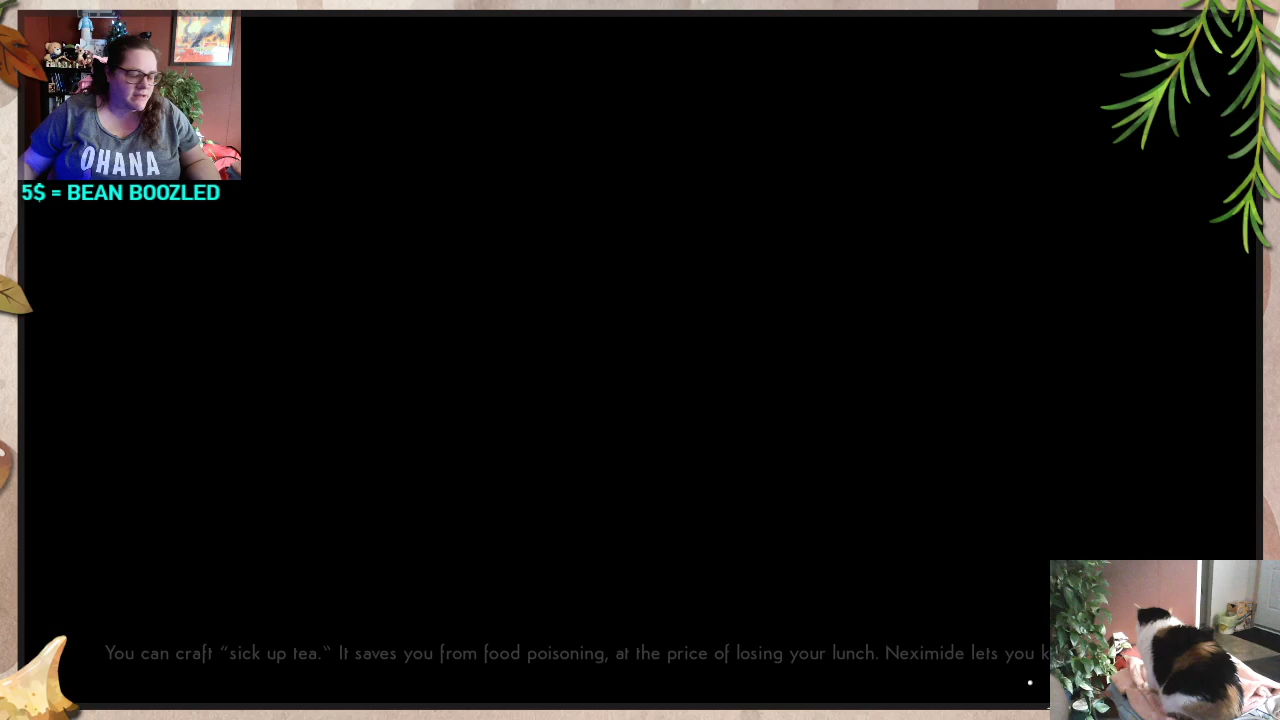 OHANA
5$ = BEAN BOOZLED
You can craft “sick up tea.“ It saves you from food poisoning, at the price of losing your lunch. Neximide lets you